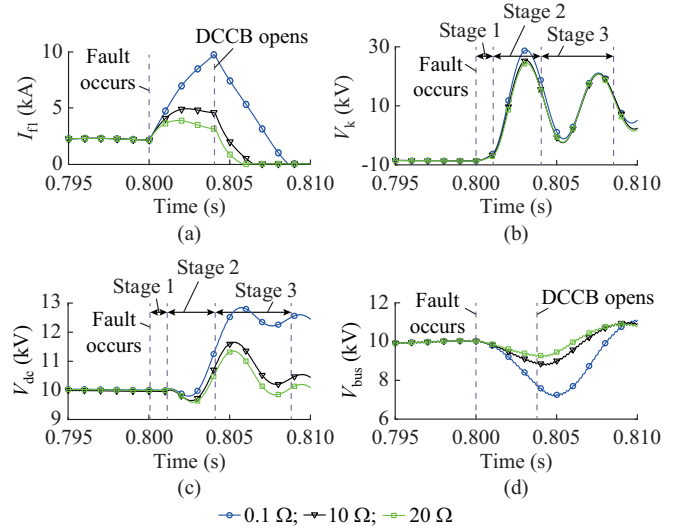 DCCB opens
Fault
occurs
10
5
0
I_f1 (kA)
0.795 0.800 0.805 0.810
Time (s)
(a)
Stage 1
Stage 2
Stage 3
Fault
occurs
30
10
-10
V_k (kV)
0.795 0.800 0.805 0.810
Time (s)
(b)
Stage 1
Stage 2
Stage 3
Fault
occurs
13
12
11
10
9
V_dc (kV)
0.795 0.800 0.805 0.810
Time (s)
(c)
Fault
occurs
DCCB opens
12
10
8
6
V_bus (kV)
0.795 0.800 0.805 0.810
Time (s)
(d)
0.1 Ω; 10 Ω; 20 Ω